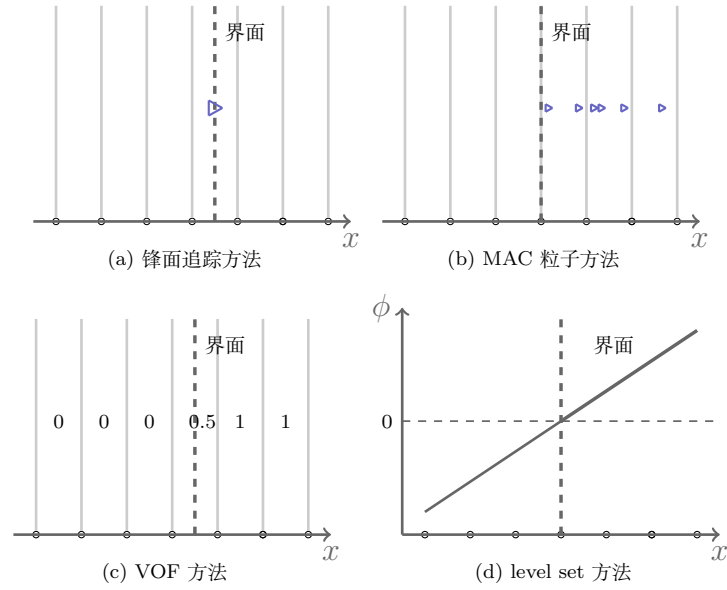 界面
x
(a) 锋面追踪方法
界面
x
(b) MAC 粒子方法
界面
0 0 0 0.5 1 1
x
(c) VOF 方法
ϕ
界面
0
x
(d) level set 方法